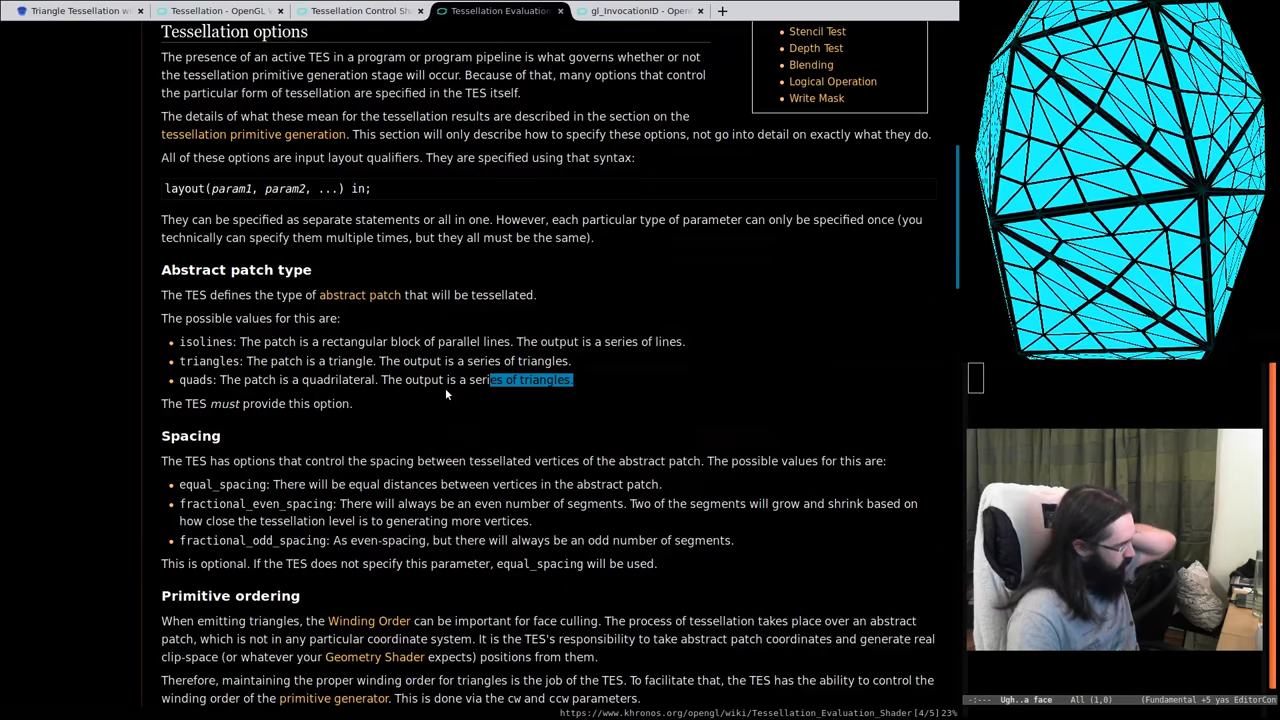 Triangle Tessellation wi
Tessellation - OpenGL W
Tessellation Control Sha
Tessellation Evaluation
gl_InvocationID - OpenG
Tessellation options
The presence of an active TES in a program or program pipeline is what governs whether or not
the tessellation primitive generation stage will occur. Because of that, many options that control
the particular form of tessellation are specified in the TES itself.
The details of what these mean for the tessellation results are described in the section on the
tessellation primitive generation. This section will only describe how to specify these options, not go into detail on exactly what they do.
All of these options are input layout qualifiers. They are specified using that syntax:
layout(param1, param2, ...) in;
They can be specified as separate statements or all in one. However, each particular type of parameter can only be specified once (you
technically can specify them multiple times, but they all must be the same).
Abstract patch type
The TES defines the type of abstract patch that will be tessellated.
The possible values for this are:
isolines: The patch is a rectangular block of parallel lines. The output is a series of lines.
triangles: The patch is a triangle. The output is a series of triangles.
quads: The patch is a quadrilateral. The output is a series of triangles.
The TES must provide this option.
Spacing
The TES has options that control the spacing between tessellated vertices of the abstract patch. The possible values for this are:
equal_spacing: There will be equal distances between vertices in the abstract patch.
fractional_even_spacing: There will always be an even number of segments. Two of the segments will grow and shrink based on
how close the tessellation level is to generating more vertices.
fractional_odd_spacing: As even-spacing, but there will always be an odd number of segments.
This is optional. If the TES does not specify this parameter, equal_spacing will be used.
Primitive ordering
When emitting triangles, the Winding Order can be important for face culling. The process of tessellation takes place over an abstract
patch, which is not in any particular coordinate system. It is the TES's responsibility to take abstract patch coordinates and generate real
clip-space (or whatever your Geometry Shader expects) positions from them.
Therefore, maintaining the proper winding order for triangles is the job of the TES. To facilitate that, the TES has the ability to control the
winding order of the primitive generator. This is done via the cw and ccw parameters.
https://www.khronos.org/opengl/wiki/Tessellation_Evaluation_Shader[4/5]23%
Stencil Test
Depth Test
Blending
Logical Operation
Write Mask
-:--- Ugh..a face All (1,0) (Fundamental +5 yas EditorCon